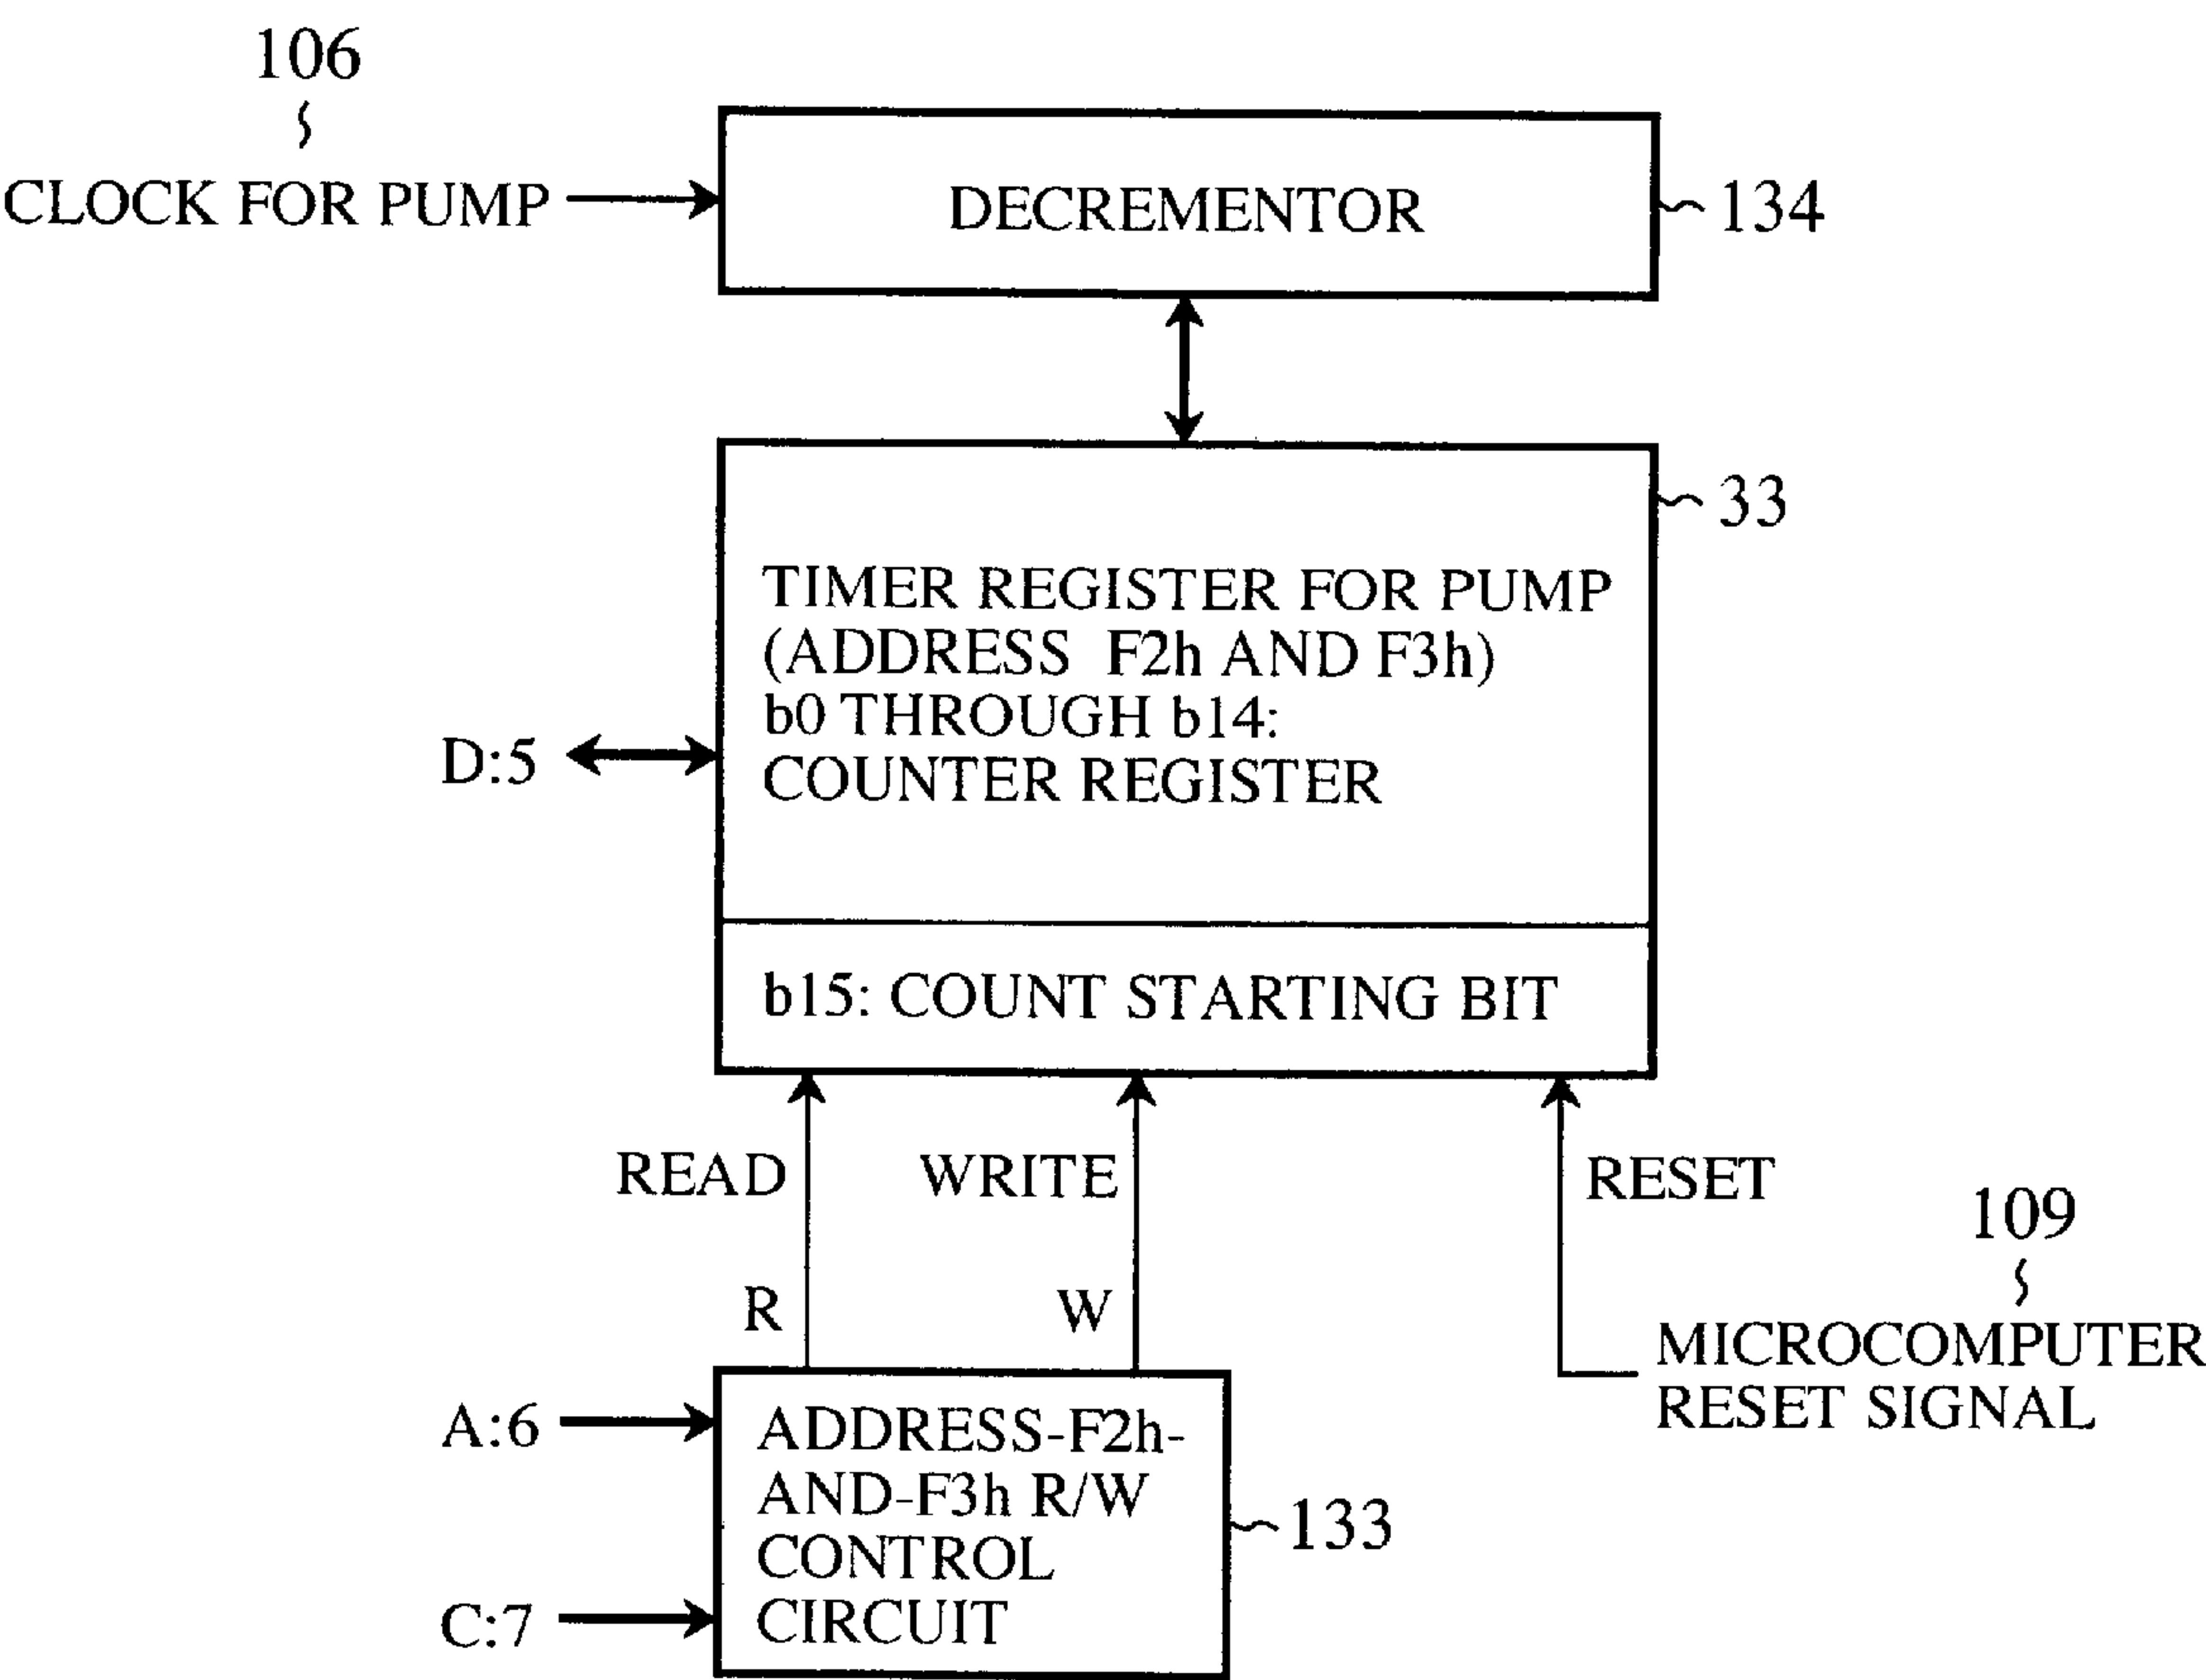 106
CLOCK FOR PUMP
DECREMENTOR
134
33
TIMER REGISTER FOR PUMP
(ADDRESS F2h AND F3h)
b0 THROUGH b14:
COUNTER REGISTER
D:5
b15: COUNT STARTING BIT
READ
WRITE
RESET
109
R
W
MICROCOMPUTER
RESET SIGNAL
A:6
ADDRESS-F2h-
AND-F3h R/W
CONTROL
CIRCUIT
133
C:7